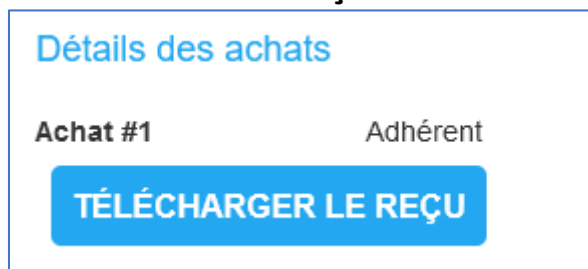 Détails des achats
Achat #1 Adhérent
TÉLÉCHARGER LE REÇU